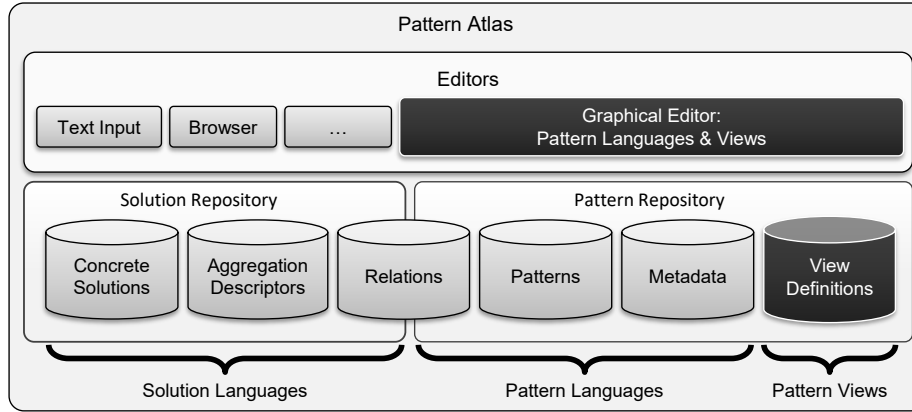 Pattern Atlas
Editors
Text Input
Browser
…
Graphical Editor:
Pattern Languages & Views
Solution Repository
Pattern Repository
Concrete
Solutions
Aggregation
Descriptors
Relations
Patterns
Metadata
View
Definitions
Solution Languages
Pattern Languages
Pattern Views